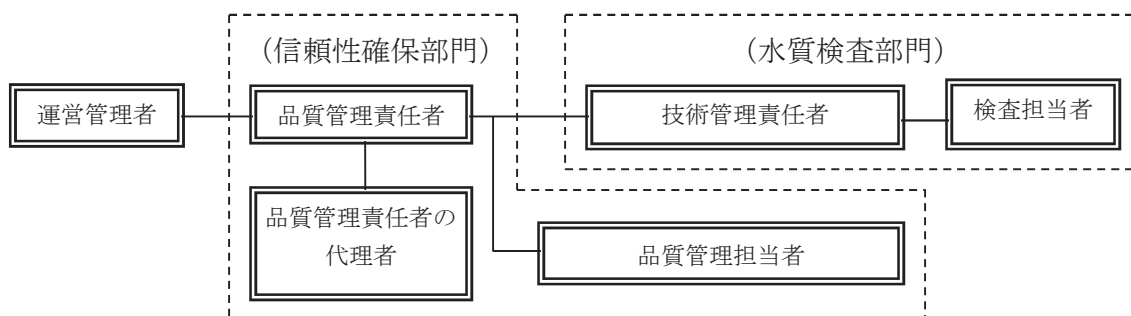 （信頼性確保部門）
（水質検査部門）
運営管理者
品質管理責任者
技術管理責任者
検査担当者
品質管理責任者の
代理者
品質管理担当者